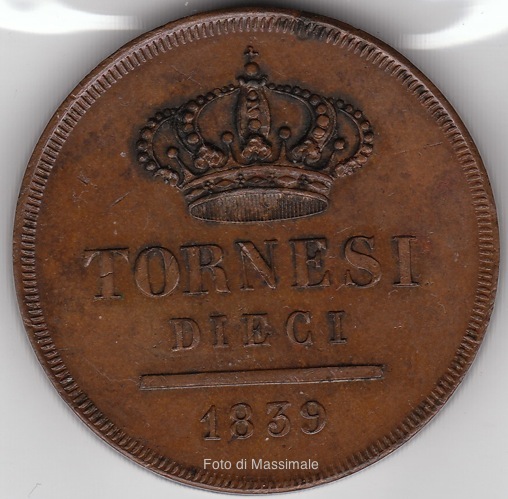 TORNESI
DIECI
1839
Foto di Massimale